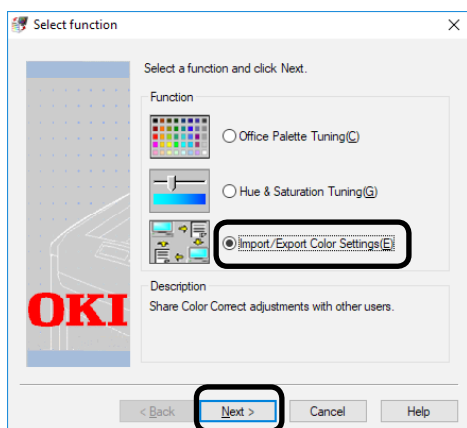 Select function
Select a function and click Next.
Function
Office Palette Tuning(C)
Hue & Saturation Tuning(G)
Import/Export Color Settings(E)
Description
Share Color Correct adjustments with other users.
OKI
< Back
Next >
Cancel
Help